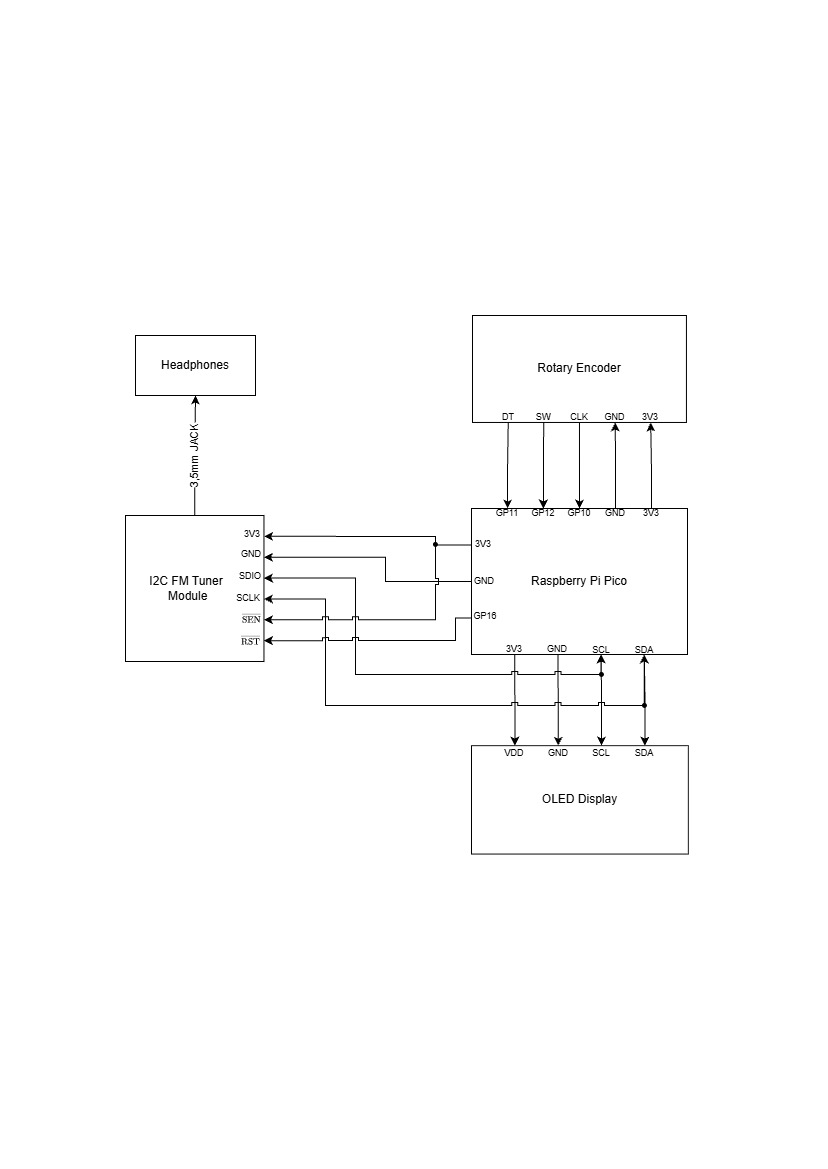 Headphones
Rotary Encoder
DT SW CLK GND 3V3
3,5mm JACK
GP11 GP12 GP10 GND 3V3
3V3
GND
SDIO
SCLK
SEN
RST
I2C FM Tuner
Module
3V3
GND
GP16
Raspberry Pi Pico
3V3 GND SCL SDA
VDD GND SCL SDA
OLED Display